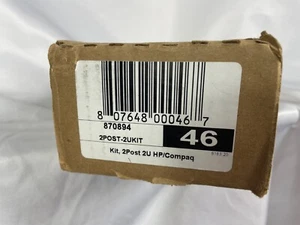 8 07648 00046 7
870894
2POST-2UKIT
46
Kit, 2Post 2U HP/Compaq